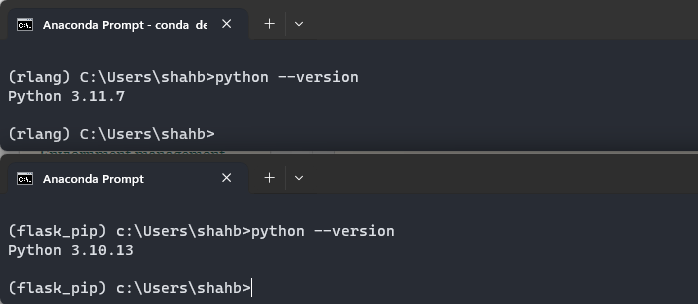 Anaconda Prompt - conda de
(rlang) C:\Users\shahb>python --version
Python 3.11.7
(rlang) C:\Users\shahb>
Anaconda Prompt
(flask_pip) c:\Users\shahb>python --version
Python 3.10.13
(flask_pip) c:\Users\shahb>